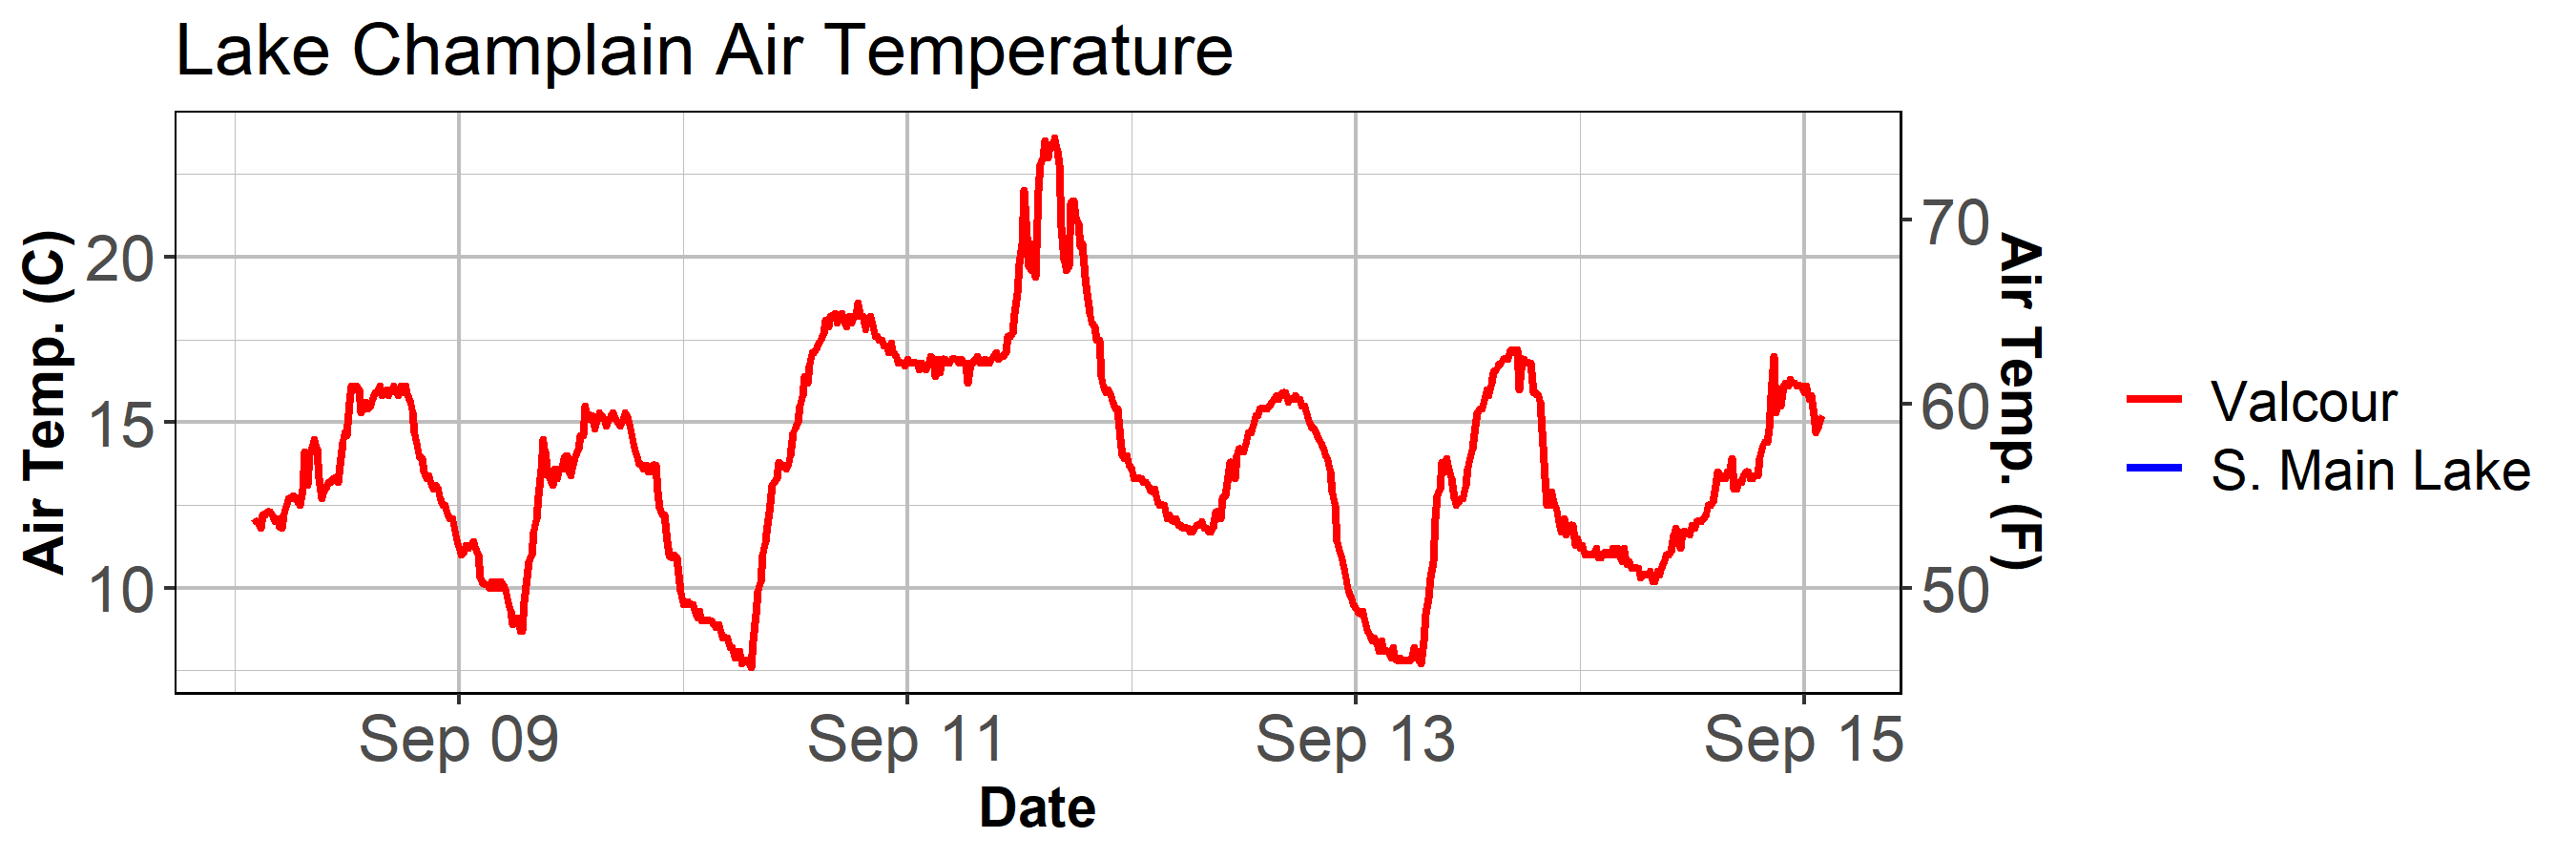 Lake Champlain Air Temperature
Air Temp. (C)
20
15
10
70
60
50
Air Temp. (F)
Sep 09
Sep 11
Sep 13
Sep 15
Date
Valcour
S. Main Lake